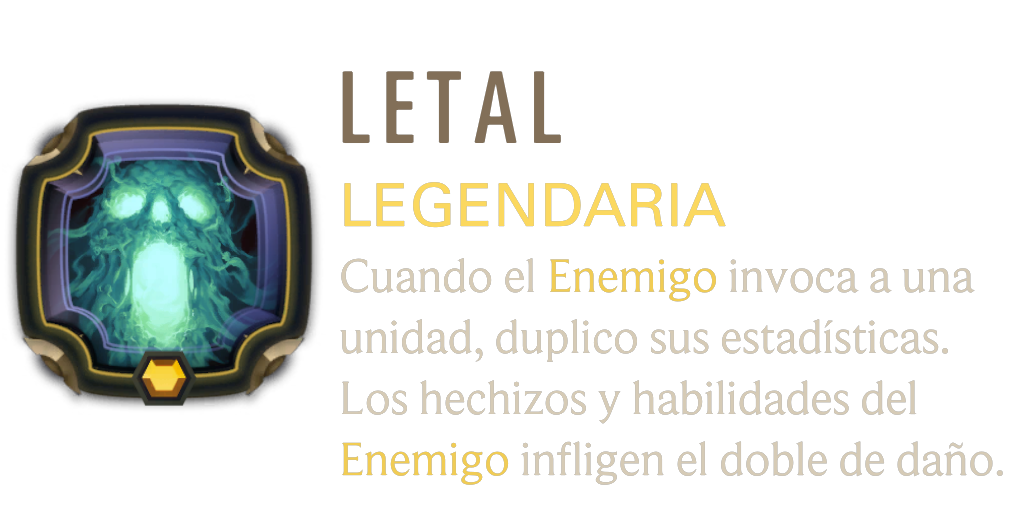 LETAL
LEGENDARIA
Cuando el Enemigo invoca a una
unidad, duplico sus estadísticas.
Los hechizos y habilidades del
Enemigo infligen el doble de daño.